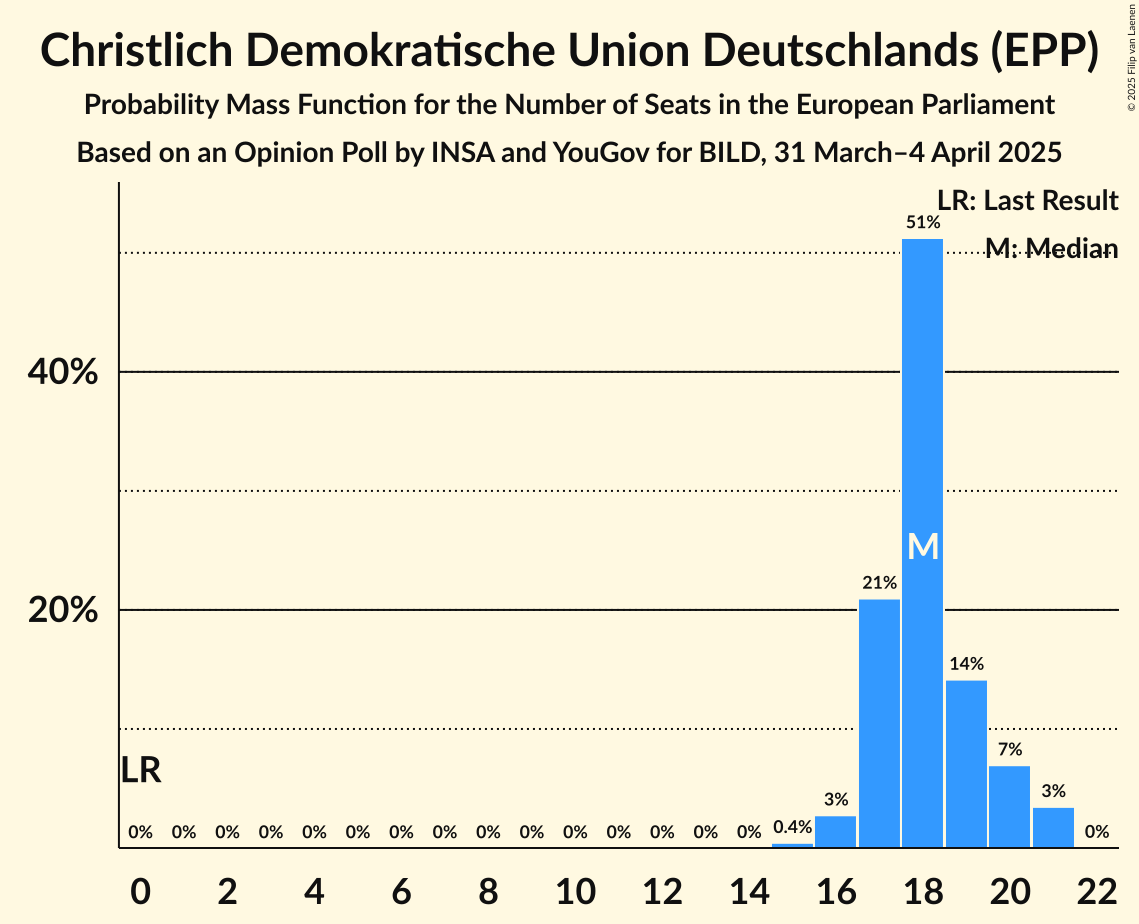 Christlich Demokratische Union Deutschlands (EPP)
Probability Mass Function for the Number of Seats in the European Parliament
Based on an Opinion Poll by INSA and YouGov for BILD, 31 March–4 April 2025
© 2025 Filip van Laenen
LR: Last Result
M: Median
51%
40%
M
21%
20%
14%
LR
7%
3%
3%
0% 0% 0% 0% 0% 0% 0% 0% 0% 0% 0% 0% 0% 0% 0% 0.4% 0%
0 2 4 6 8 10 12 14 16 18 20 22